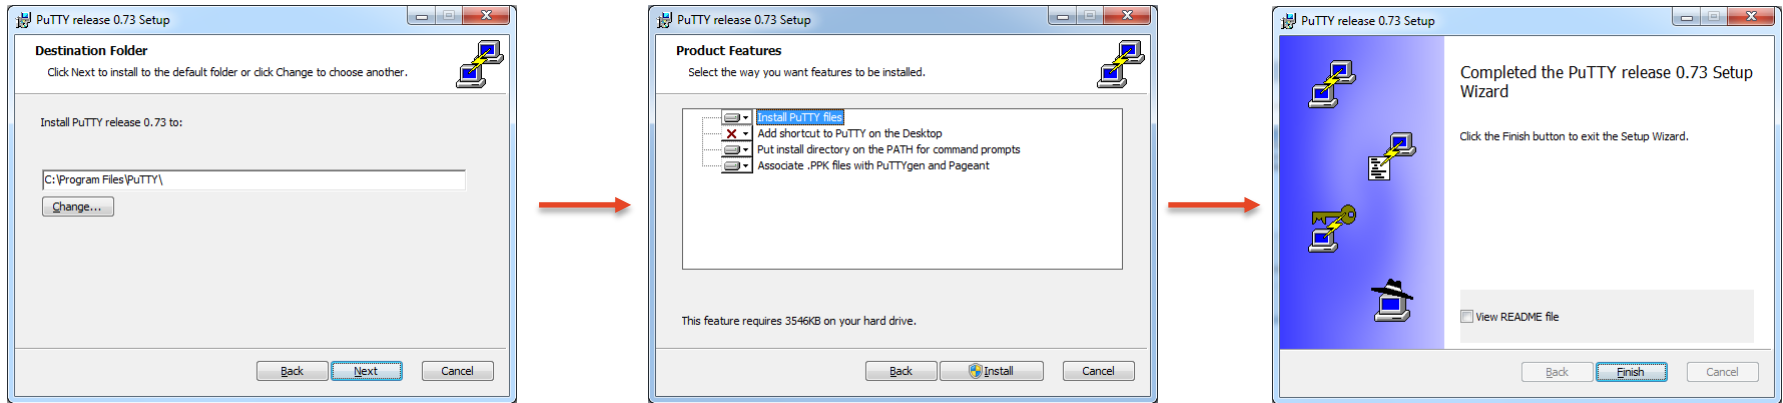 PuTTY release 0.73 Setup
Destination Folder
Click Next to install to the default folder or click Change to choose another.
Install PuTTY release 0.73 to:
C:\Program Files\PuTTY\
Change...
Back
Next
Cancel
PuTTY release 0.73 Setup
Product Features
Select the way you want features to be installed.
Install PuTTY files
Add shortcut to PuTTY on the Desktop
Put install directory on the PATH for command prompts
Associate .PPK files with PuTTYgen and Pageant
This feature requires 3546KB on your hard drive.
Back
Install
Cancel
PuTTY release 0.73 Setup
Completed the PuTTY release 0.73 Setup
Wizard
Click the Finish button to exit the Setup Wizard.
View README file
Back
Finish
Cancel